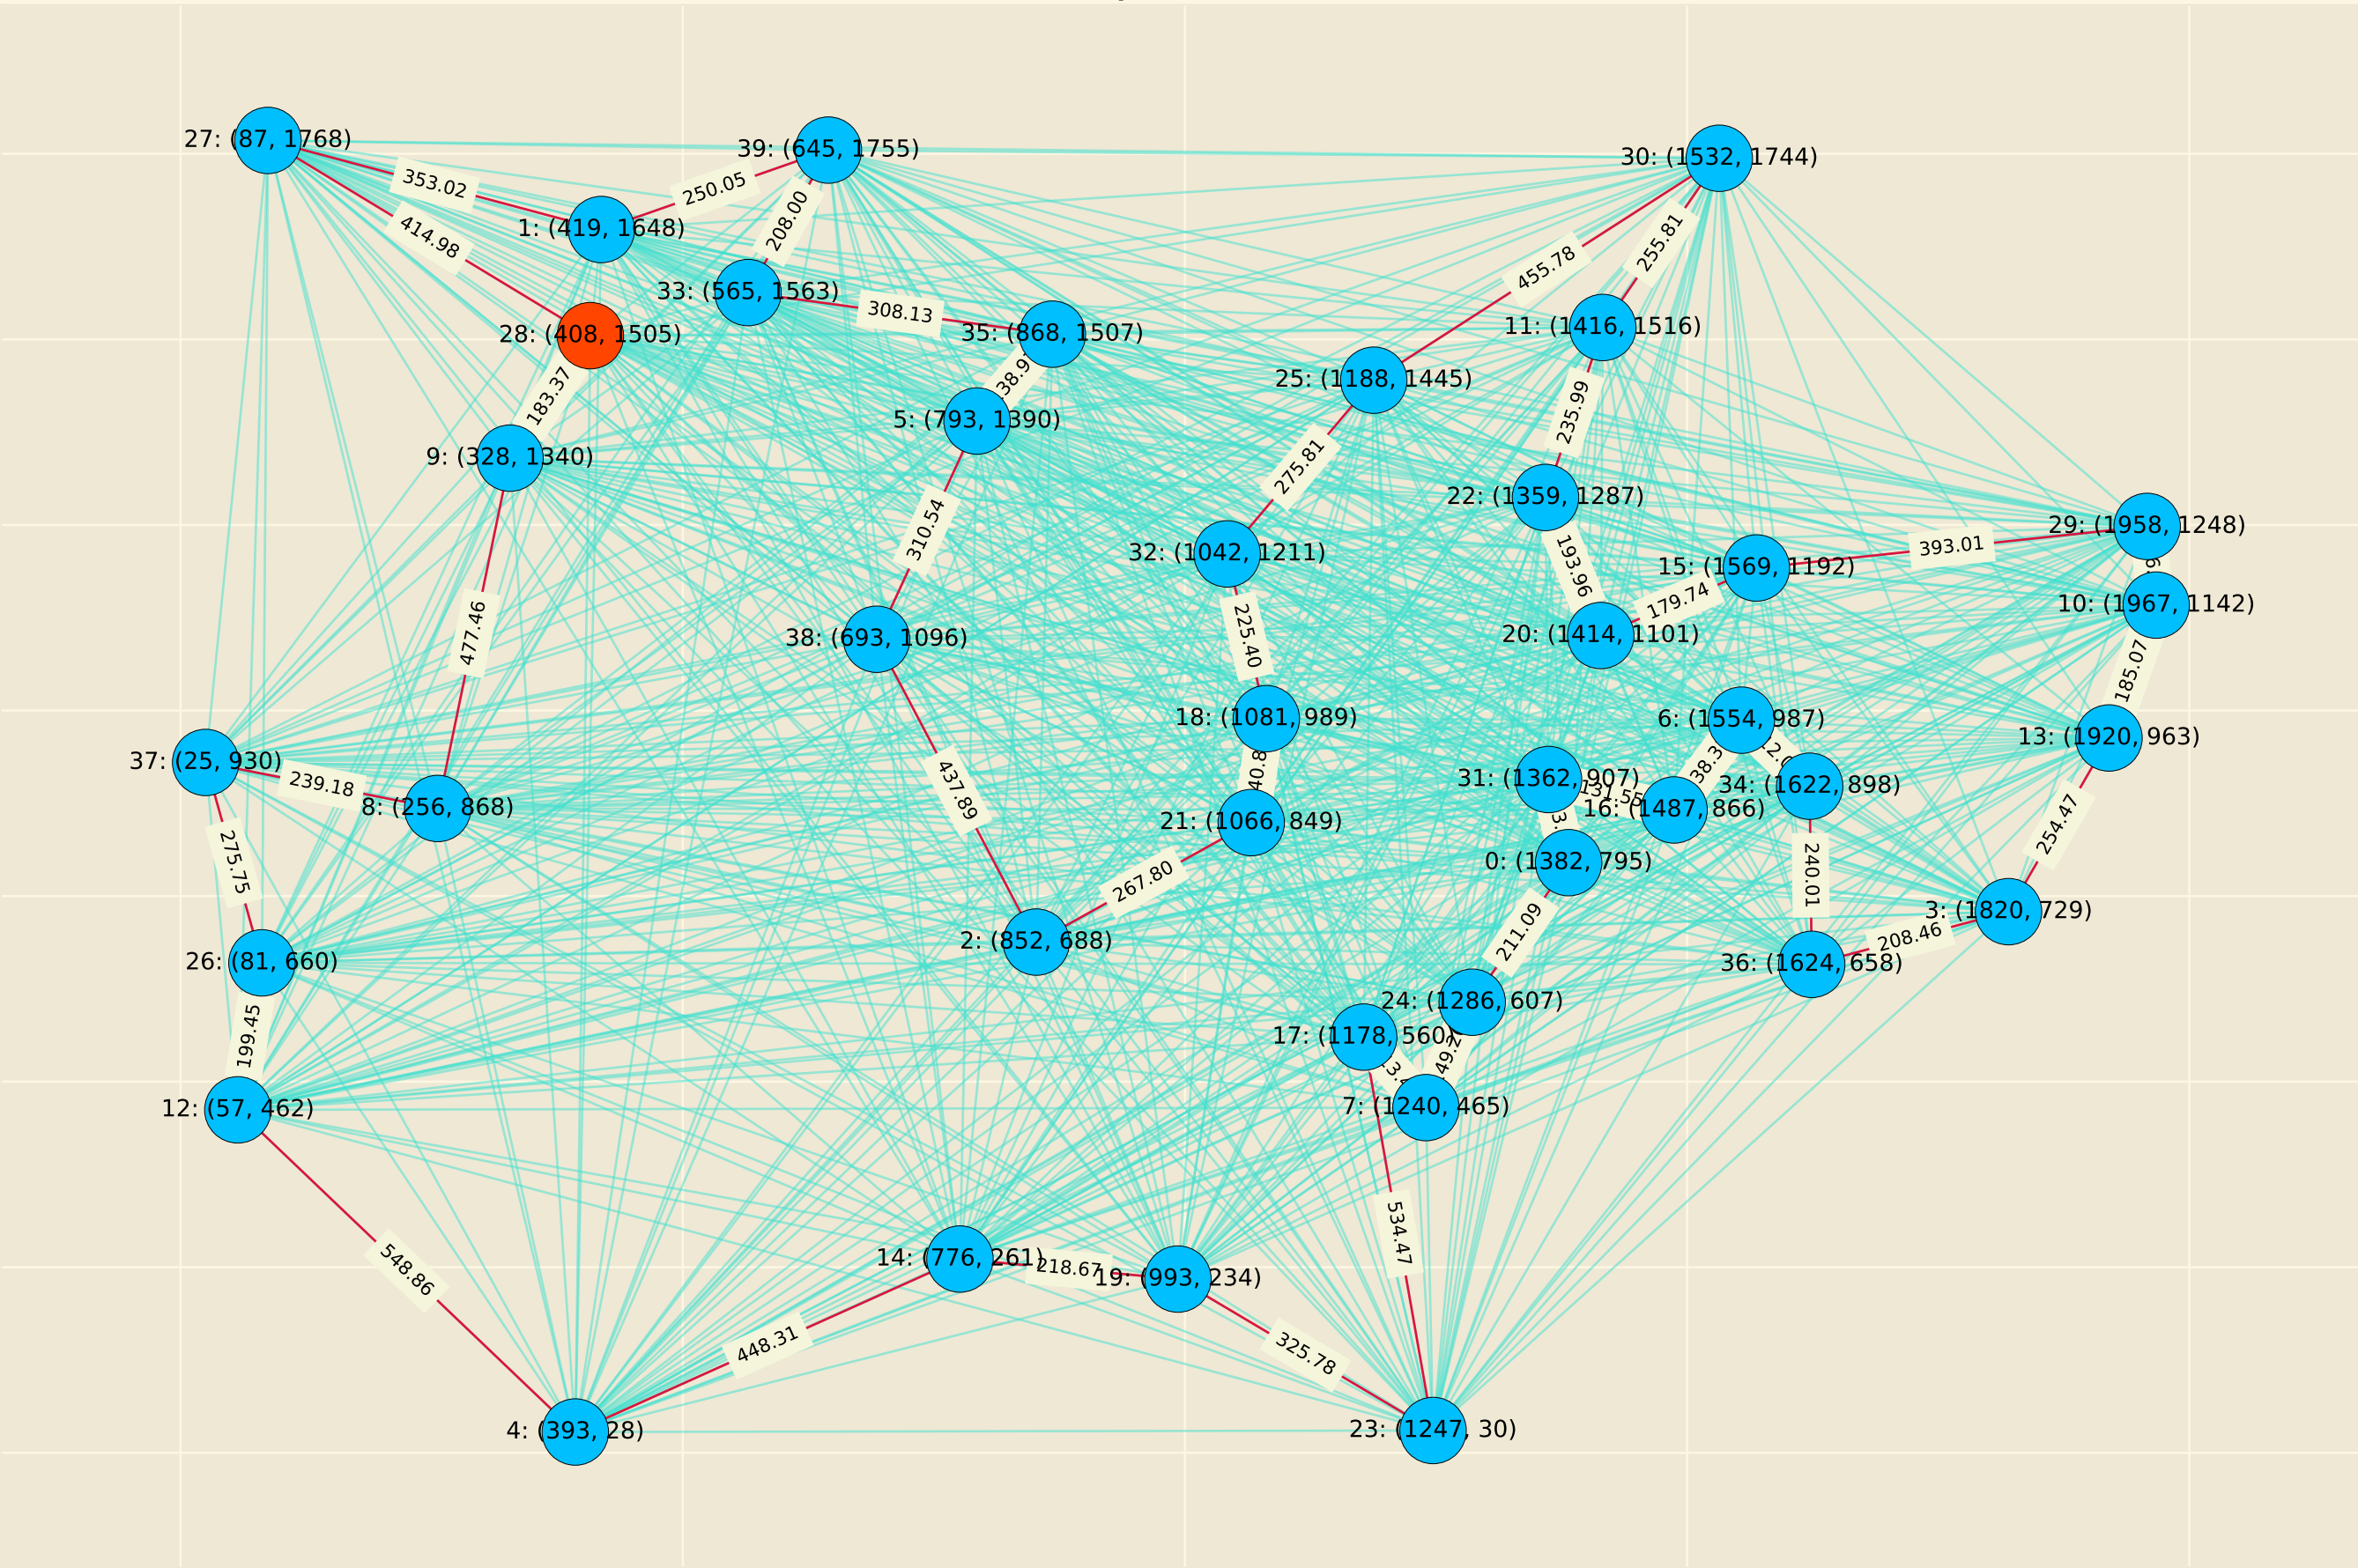 27: (87, 1768)
39: (645, 1755)
30: (1532, 1744)
353.02
250.05
208.00
1: (419, 1648)
414.98
255.81
455.78
33: (565, 1563)
308.13
28: (408, 1505)
35: (868, 1507)
11: (1416, 1516)
25: (1188, 1445)
183.37
5: (793, 1390)
235.99
9: (328, 1340)
275.81
22: (1359, 1287)
310.54
29: (1958, 1248)
32: (1042, 1211)
393.01
193.96
15: (1569, 1192)
179.74
10: (1967, 1142)
477.46
225.40
38: (693, 1096)
20: (1414, 1101)
185.07
18: (1081, 989)
6: (1554, 987)
13: (1920, 963)
37: (25, 930)
239.18
31: (1362, 907)
131.55
34: (1622, 898)
8: (256, 868)
437.89
21: (1066, 849)
16: (1487, 866)
254.47
275.75
267.80
0: (1382, 795)
240.01
211.09
3: (1820, 729)
208.46
26: (81, 660)
2: (852, 688)
36: (1624, 658)
24: (1286, 607)
17: (1178, 560)
199.45
12: (57, 462)
7: (1240, 465)
534.47
548.86
14: (776, 261)
218.67
19: (993, 234)
448.31
325.78
4: (393, 28)
23: (1247, 30)